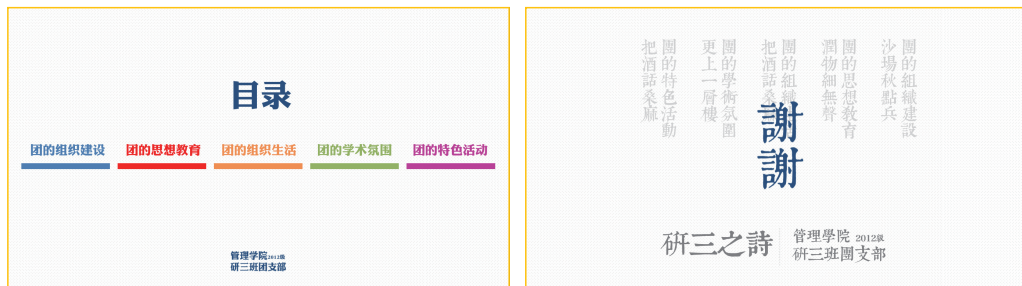 目录
团的组织建设
团的思想教育
团的组织生活
团的学术氛围
团的特色活动
管理学院2012级
研三班团支部
團的組織建設
沙場秋點兵
團的思想教育
潤物細無聲
團的組織
把酒話桑
團的學術氛圍
更上一層樓
團的特色活動
把酒話桑麻
謝謝
研三之詩
管理學院 2012級
研三班團支部